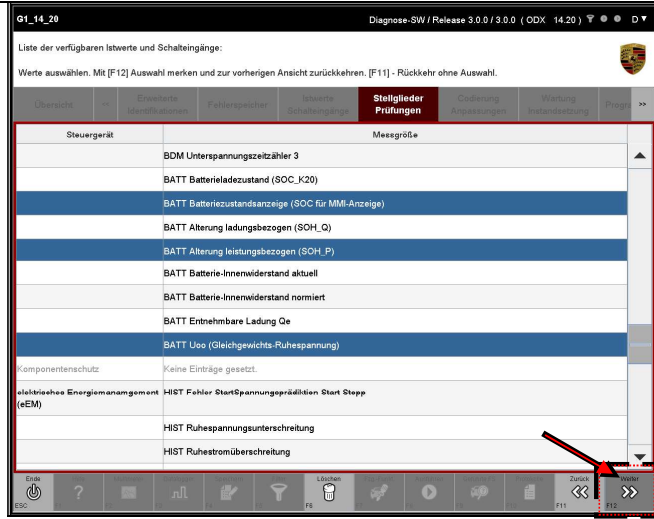 G1_14_20
Diagnose-SW / Release 3.0.0 / 3.0.0 ( ODX 14.20 )
D
Liste der verfügbaren Istwerte und Schalteingänge:
Werte auswählen. Mit [F12] Auswahl merken und zur vorherigen Ansicht zurückkehren. [F11] - Rückkehr ohne Auswahl.
Übersicht
<<
Erweiterte
Identifikationen
Fehlerspeicher
Istwerte
Schalteingänge
Stellglieder
Prüfungen
Codierung
Anpassungen
Wartung
Instandsetzung
Progra
>>
Steuergerät
Messgröße
BDM Unterspannungszeitzähler 3
BATT Batterieladezustand (SOC_K20)
BATT Batteriezustandsanzeige (SOC für MMI-Anzeige)
BATT Alterung ladungsbezogen (SOH_Q)
BATT Alterung leistungsbezogen (SOH_P)
BATT Batterie-Innenwiderstand aktuell
BATT Batterie-Innenwiderstand normiert
BATT Entnehmbare Ladung Qe
BATT Uoo (Gleichgewichts-Ruhespannung)
Komponentenschutz
Keine Einträge gesetzt.
elektrisches Energiemanamgement
(eEM)
HIST Fehler StartSpannungsprädiktion Start Stopp
HIST Ruhespannungsunterschreitung
HIST Ruhestromüberschreitung
Ende
ESC
Löschen
F6
Zurück
F11
Weiter
F12